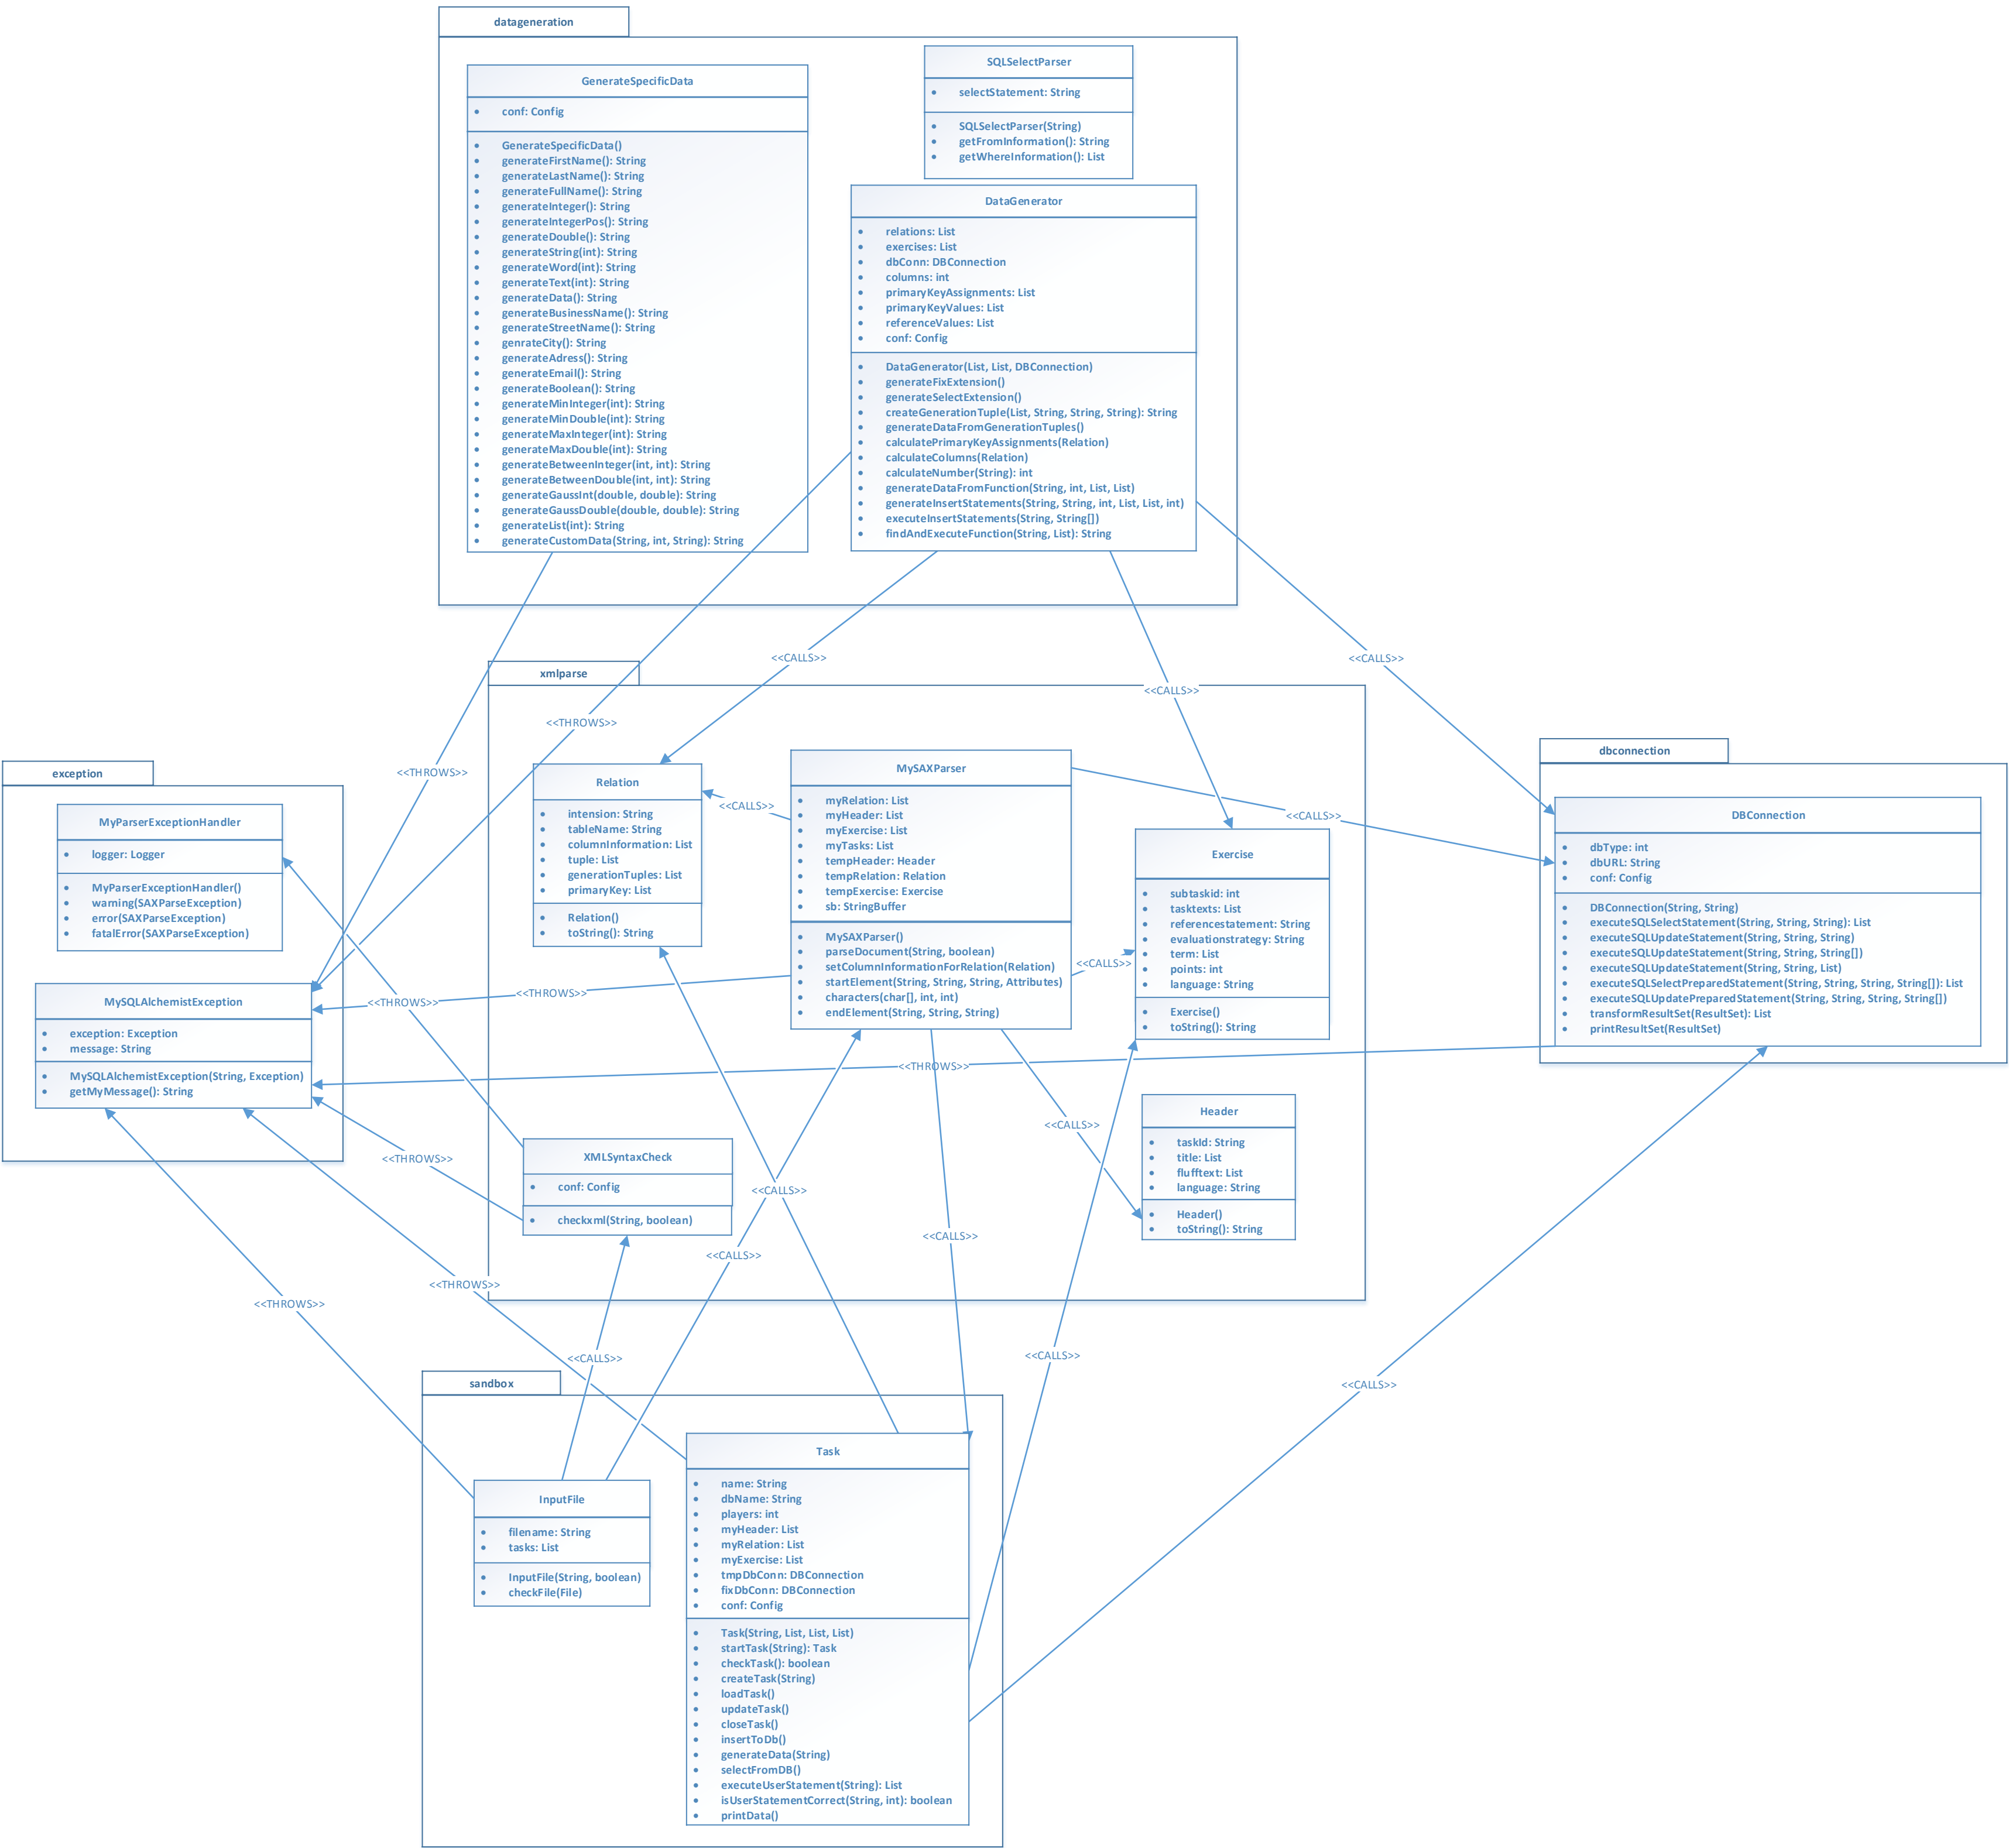 datageneration
GenerateSpecificData
conf: Config
GenerateSpecificData()
generateFirstName(): String
generateLastName(): String
generateFullName(): String
generateInteger(): String
generateIntegerPos(): String
generateDouble(): String
generateString(int): String
generateWord(int): String
generateText(int): String
generateData(): String
generateBusinessName(): String
generateStreetName(): String
genrateCity(): String
generateAdress(): String
generateEmail(): String
generateBoolean(): String
generateMinInteger(int): String
generateMinDouble(int): String
generateMaxInteger(int): String
generateMaxDouble(int): String
generateBetweenInteger(int, int): String
generateBetweenDouble(int, int): String
generateGaussInt(double, double): String
generateGaussDouble(double, double): String
generateList(int): String
generateCustomData(String, int, String): String
SQLSelectParser
selectStatement: String
SQLSelectParser(String)
getFromInformation(): String
getWhereInformation(): List
DataGenerator
relations: List
exercises: List
dbConn: DBConnection
columns: int
primaryKeyAssignments: List
primaryKeyValues: List
referenceValues: List
conf: Config
DataGenerator(List, List, DBConnection)
generateFixExtension()
generateSelectExtension()
createGenerationTuple(List, String, String, String): String
generateDataFromGenerationTuples()
calculatePrimaryKeyAssignments(Relation)
calculateColumns(Relation)
calculateNumber(String): int
generateDataFromFunction(String, int, List, List)
generateInsertStatements(String, String, int, List, List, int)
executeInsertStatements(String, String[])
findAndExecuteFunction(String, List): String
<<CALLS>>
<<CALLS>>
<<CALLS>>
<<THROWS>>
<<THROWS>>
exception
MyParserExceptionHandler
logger: Logger
MyParserExceptionHandler()
warning(SAXParseException)
error(SAXParseException)
fatalError(SAXParseException)
MySQLAlchemistException
exception: Exception
message: String
MySQLAlchemistException(String, Exception)
getMyMessage(): String
xmlparse
Relation
intension: String
tableName: String
columnInformation: List
tuple: List
generationTuples: List
primaryKey: List
Relation()
toString(): String
<<CALLS>>
MySAXParser
myRelation: List
myHeader: List
myExercise: List
myTasks: List
tempHeader: Header
tempRelation: Relation
tempExercise: Exercise
sb: StringBuffer
MySAXParser()
parseDocument(String, boolean)
setColumnInformationForRelation(Relation)
startElement(String, String, String, Attributes)
characters(char[], int, int)
endElement(String, String, String)
<<CALLS>>
<<CALLS>>
Exercise
subtaskid: int
tasktexts: List
referencestatement: String
evaluationstrategy: String
term: List
points: int
language: String
Exercise()
toString(): String
dbconnection
DBConnection
dbType: int
dbURL: String
conf: Config
DBConnection(String, String)
executeSQLSelectStatement(String, String, String): List
executeSQLUpdateStatement(String, String, String)
executeSQLUpdateStatement(String, String, String[])
executeSQLUpdateStatement(String, String, List)
executeSQLSelectPreparedStatement(String, String, String, String[]): List
executeSQLUpdatePreparedStatement(String, String, String, String[])
transformResultSet(ResultSet): List
printResultSet(ResultSet)
<<THROWS>>
<<THROWS>>
<<THROWS>>
<<CALLS>>
Header
taskId: String
title: List
flufftext: List
language: String
Header()
toString(): String
XMLSyntaxCheck
conf: Config
checkxml(String, boolean)
<<THROWS>>
<<CALLS>>
<<CALLS>>
<<CALLS>>
<<THROWS>>
<<THROWS>>
<<CALLS>>
<<CALLS>>
<<CALLS>>
sandbox
InputFile
filename: String
tasks: List
InputFile(String, boolean)
checkFile(File)
Task
name: String
dbName: String
players: int
myHeader: List
myRelation: List
myExercise: List
tmpDbConn: DBConnection
fixDbConn: DBConnection
conf: Config
Task(String, List, List, List)
startTask(String): Task
checkTask(): boolean
createTask(String)
loadTask()
updateTask()
closeTask()
insertToDb()
generateData(String)
selectFromDB()
executeUserStatement(String): List
isUserStatementCorrect(String, int): boolean
printData()